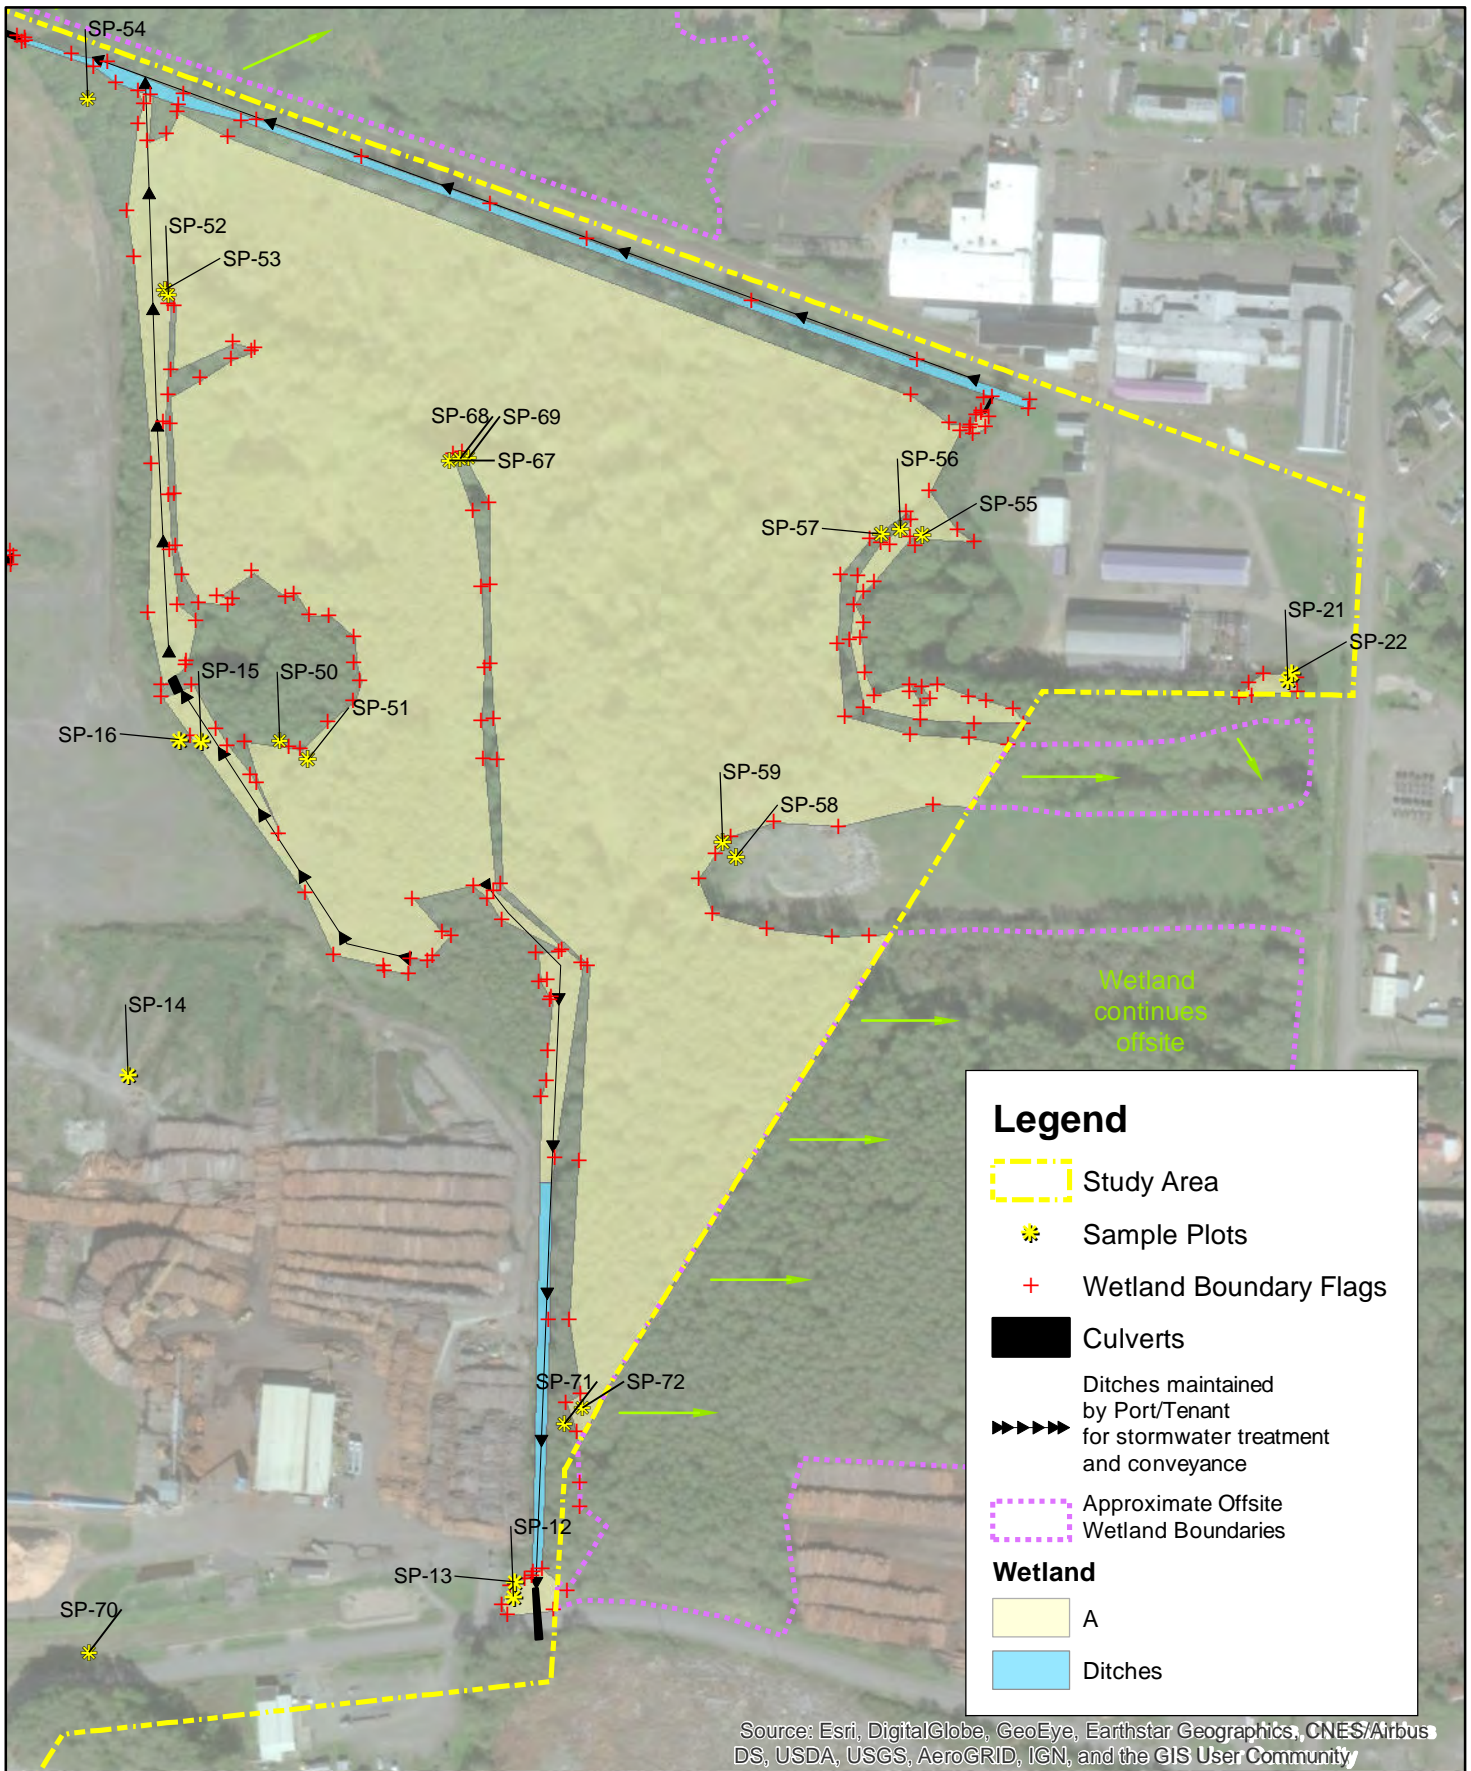 SP-54
SP-52
SP-53
SP-68
SP-69
SP-67
SP-56
SP-55
SP-57
SP-21
SP-22
SP-15
SP-50
SP-51
SP-16
SP-59
SP-58
SP-14
Wetland
continues
offsite
SP-71
SP-72
SP-12
SP-13
SP-70
Legend
Study Area
Sample Plots
Wetland Boundary Flags
Culverts
Ditches maintained
by Port/Tenant
for stormwater treatment
and conveyance
Approximate Offsite
Wetland Boundaries
Wetland
A
Ditches
Source: Esri, DigitalGlobe, GeoEye, Earthstar Geographics, CNES/Airbus
DS, USDA, USGS, AeroGRID, IGN, and the GIS User Community